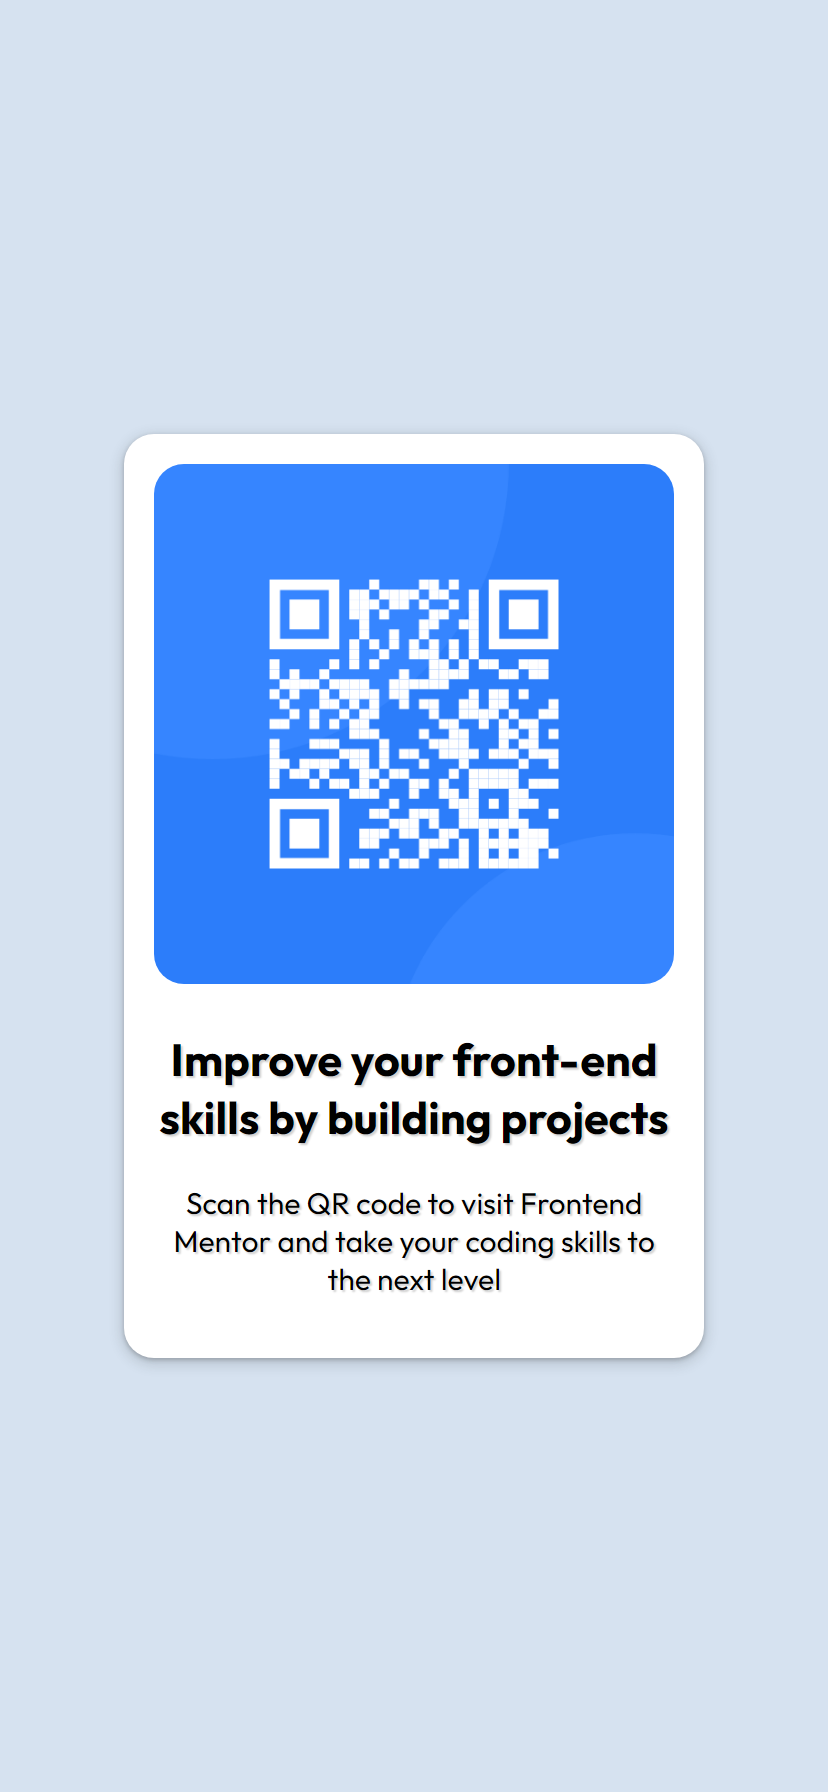 Improve your front-end
skills by building projects
Scan the QR code to visit Frontend
Mentor and take your coding skills to
the next level